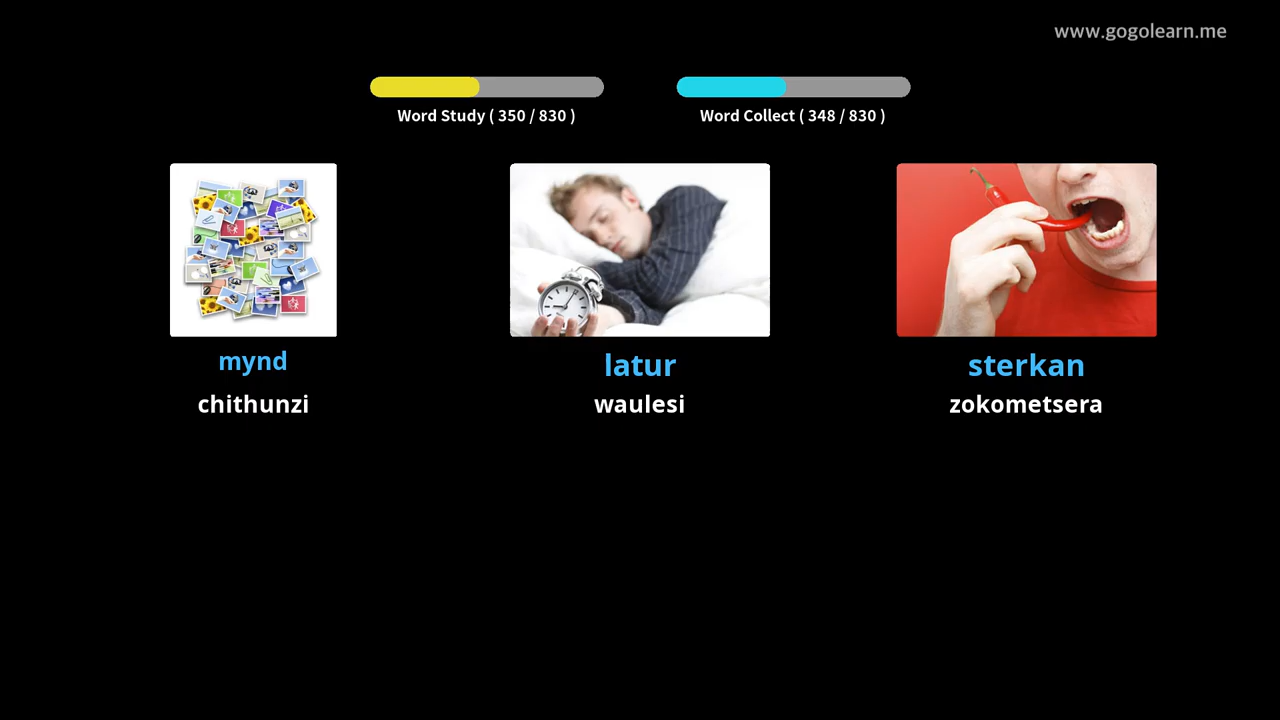 www.gogolearn.me
Word Study ( 350 / 830 )
Word Collect ( 348 / 830 )
mynd
chithunzi
latur
waulesi
sterkan
zokometsera